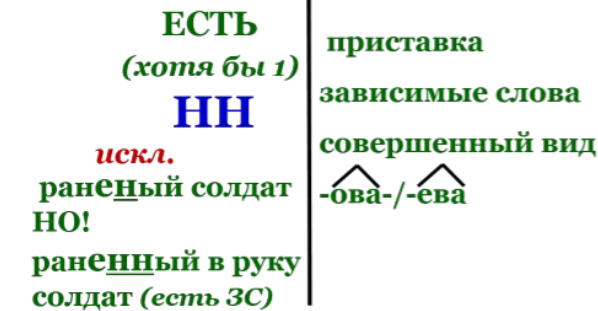 ЕСТЬ
(хотя бы 1)
НН
искл.
раненый солдат
НО!
раненный в руку
солдат (есть ЗС)
приставка
зависимые слова
совершенный вид
-ова-/-ева